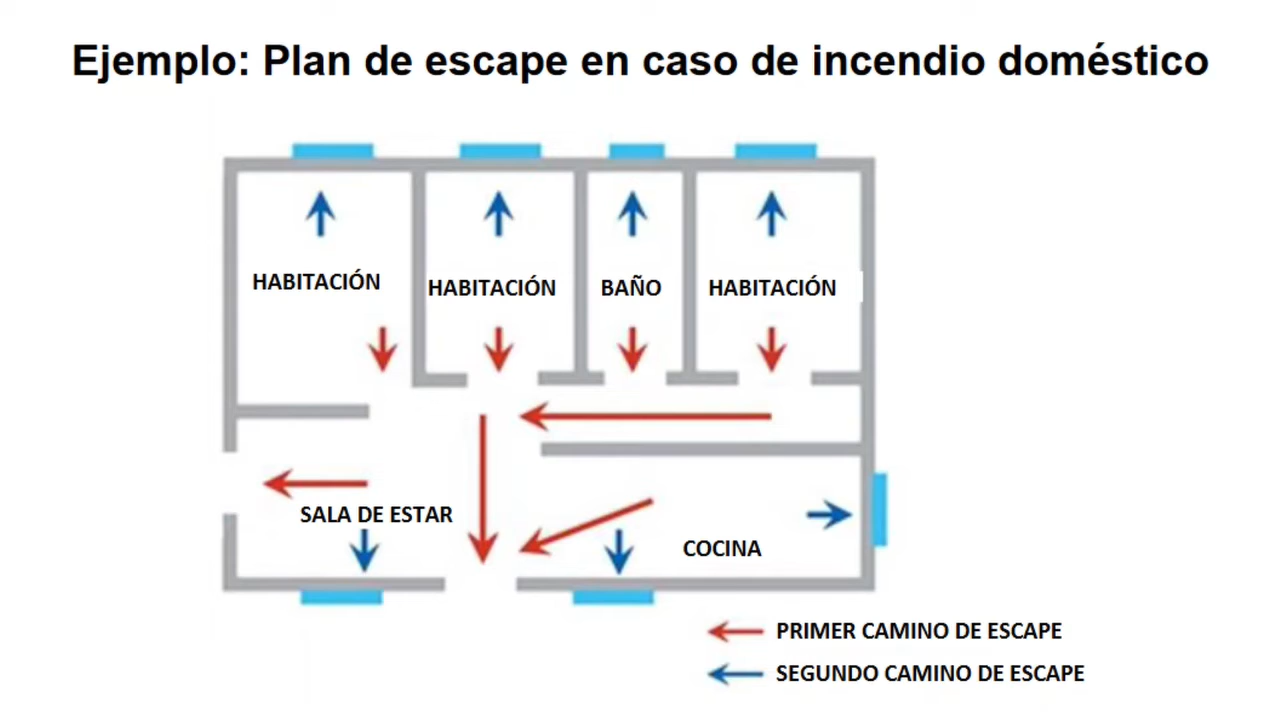 Ejemplo: Plan de escape en caso de incendio doméstico
HABITACIÓN
HABITACIÓN
BAÑO
HABITACIÓN
SALA DE ESTAR
COCINA
PRIMER CAMINO DE ESCAPE
SEGUNDO CAMINO DE ESCAPE